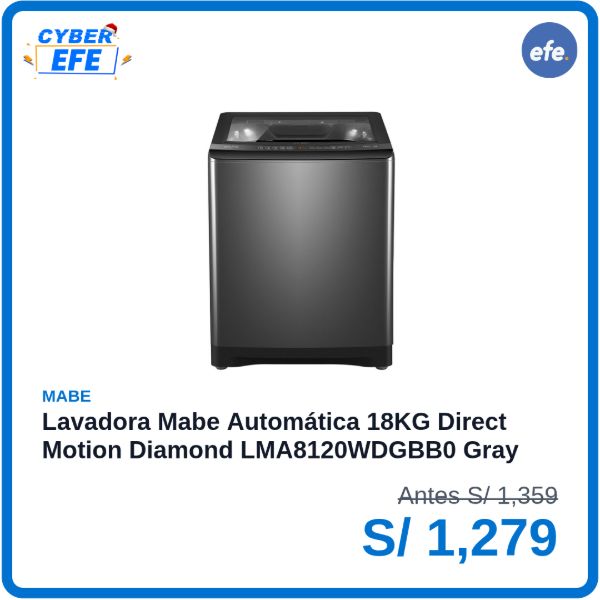 CYBER
EFE
efe.
MABE
Lavadora Mabe Automática 18KG Direct
Motion Diamond LMA8120WDGBB0 Gray
Antes S/ 1,359
S/ 1,279